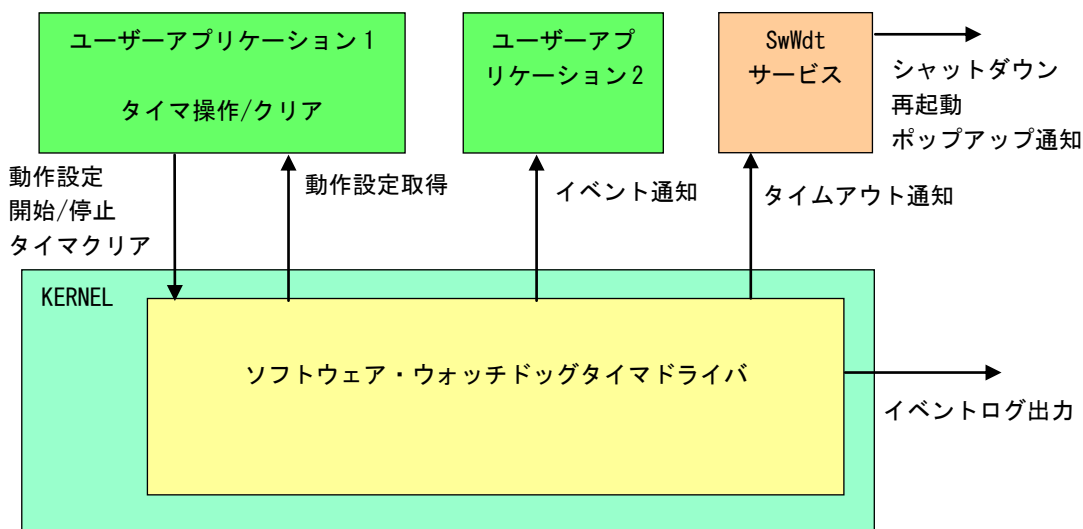 ユーザーアプリケーション1
タイマ操作/クリア
ユーザーアプ
リケーション2
SwWdt
サービス
シャットダウン
再起動
ポップアップ通知
動作設定
開始/停止
タイマクリア
動作設定取得
イベント通知
タイムアウト通知
KERNEL
ソフトウェア・ウォッチドッグタイマドライバ
イベントログ出力